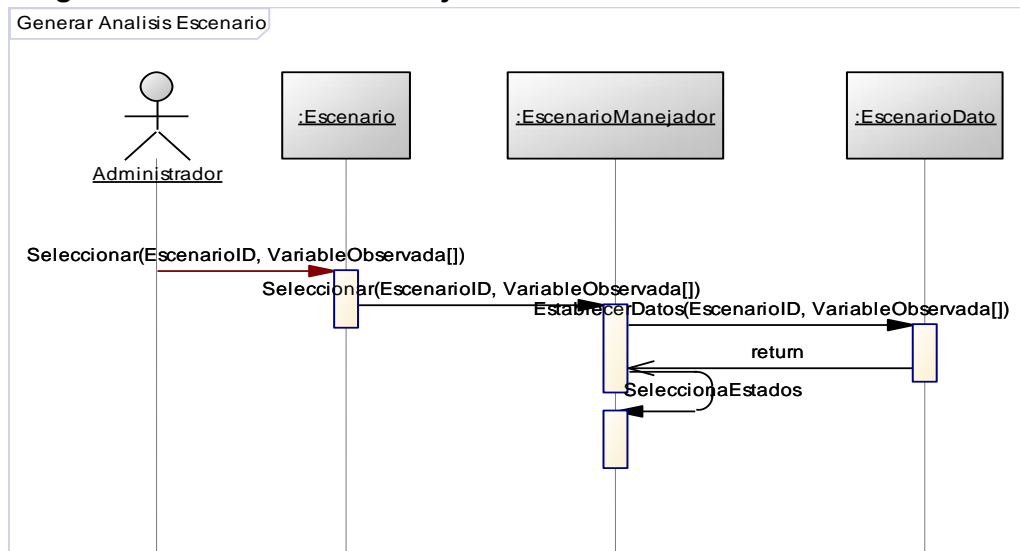 Generar Analisis Escenario
:Escenario
:EscenarioManejador
:EscenarioDato
Administrador
Seleccionar(EscenarioID, VariableObservada[])
Seleccionar(EscenarioID, VariableObservada[])
EstablecerDatos(EscenarioID, VariableObservada[])
return
SeleccionaEstados